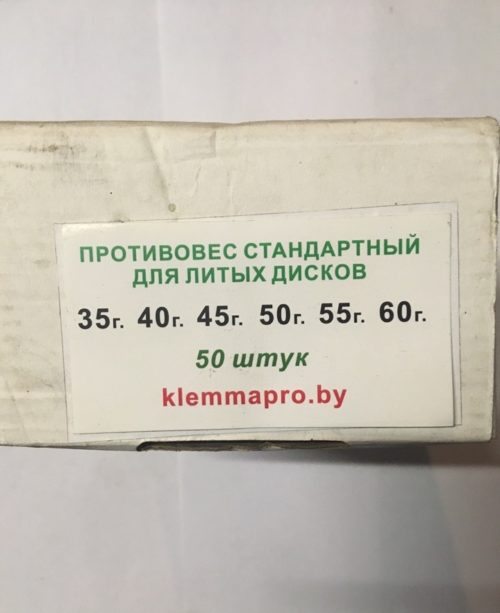 ПРОТИВОВЕС СТАНДАРТНЫЙ
ДЛЯ ЛИТЫХ ДИСКОВ
35г. 40г. 45г. 50г. 55г. 60г.
50 штук
klemmapro.by